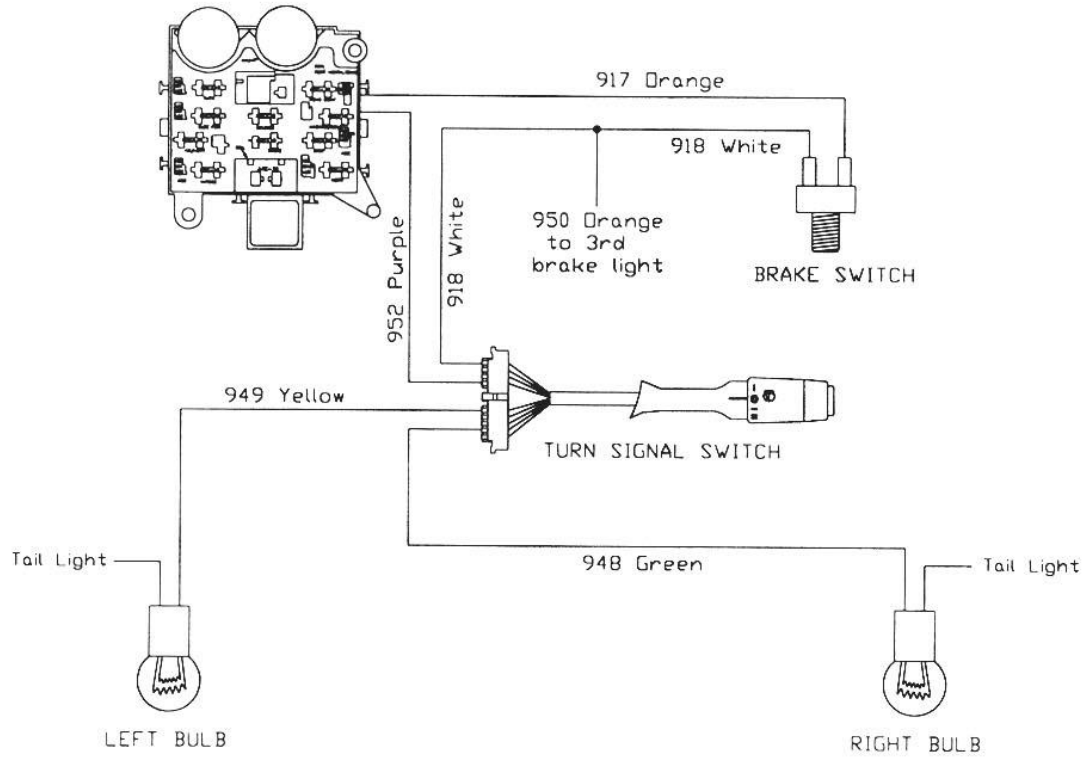 917 Orange
918 White
950 Orange
to 3rd
brake light
BRAKE SWITCH
952 Purple
918 White
949 Yellow
TURN SIGNAL SWITCH
Tail Light
948 Green
Tail Light
LEFT BULB
RIGHT BULB